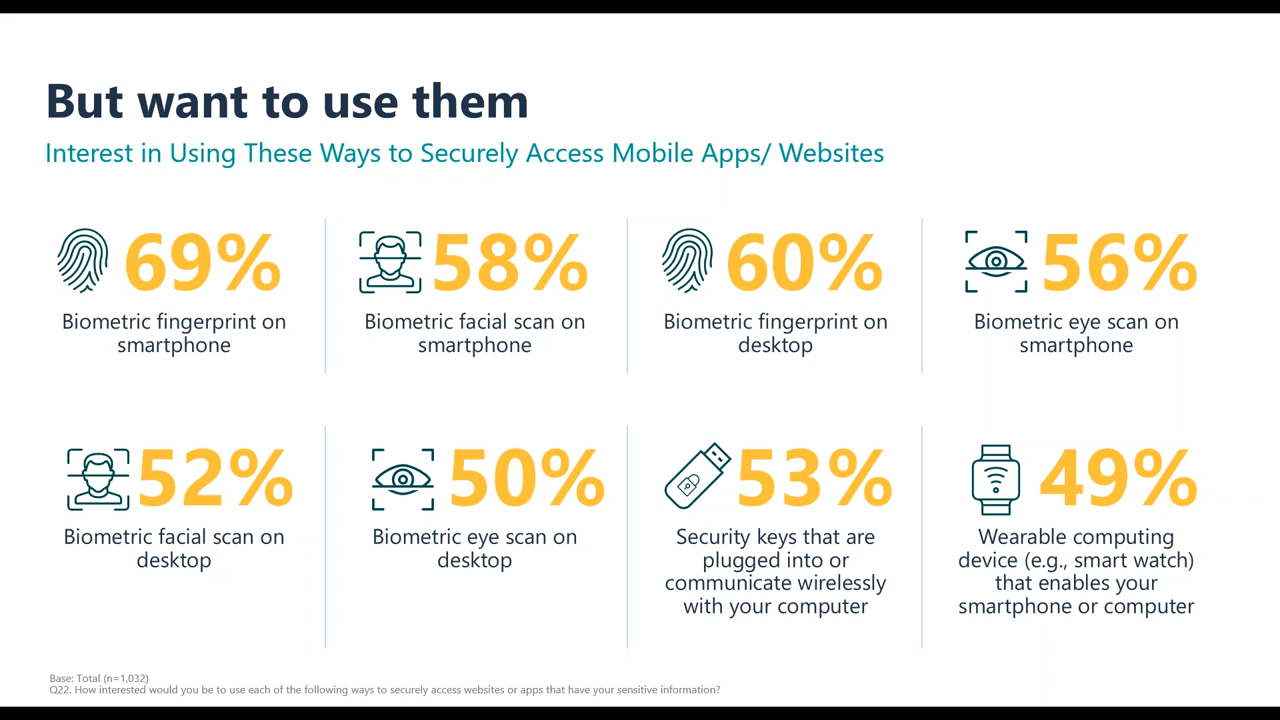 But want to use them
Interest in Using These Ways to Securely Access Mobile Apps/ Websites
69%
Biometric fingerprint on
smartphone
58%
Biometric facial scan on
smartphone
60%
Biometric fingerprint on
desktop
56%
Biometric eye scan on
smartphone
52%
Biometric facial scan on
desktop
50%
Biometric eye scan on
desktop
53%
Security keys that are
plugged into or
communicate wirelessly
with your computer
49%
Wearable computing
device (e.g., smart watch)
that enables your
smartphone or computer
Base: Total (n=1,032)
Q22. How interested would you be to use each of the following ways to securely access websites or apps that have your sensitive information?